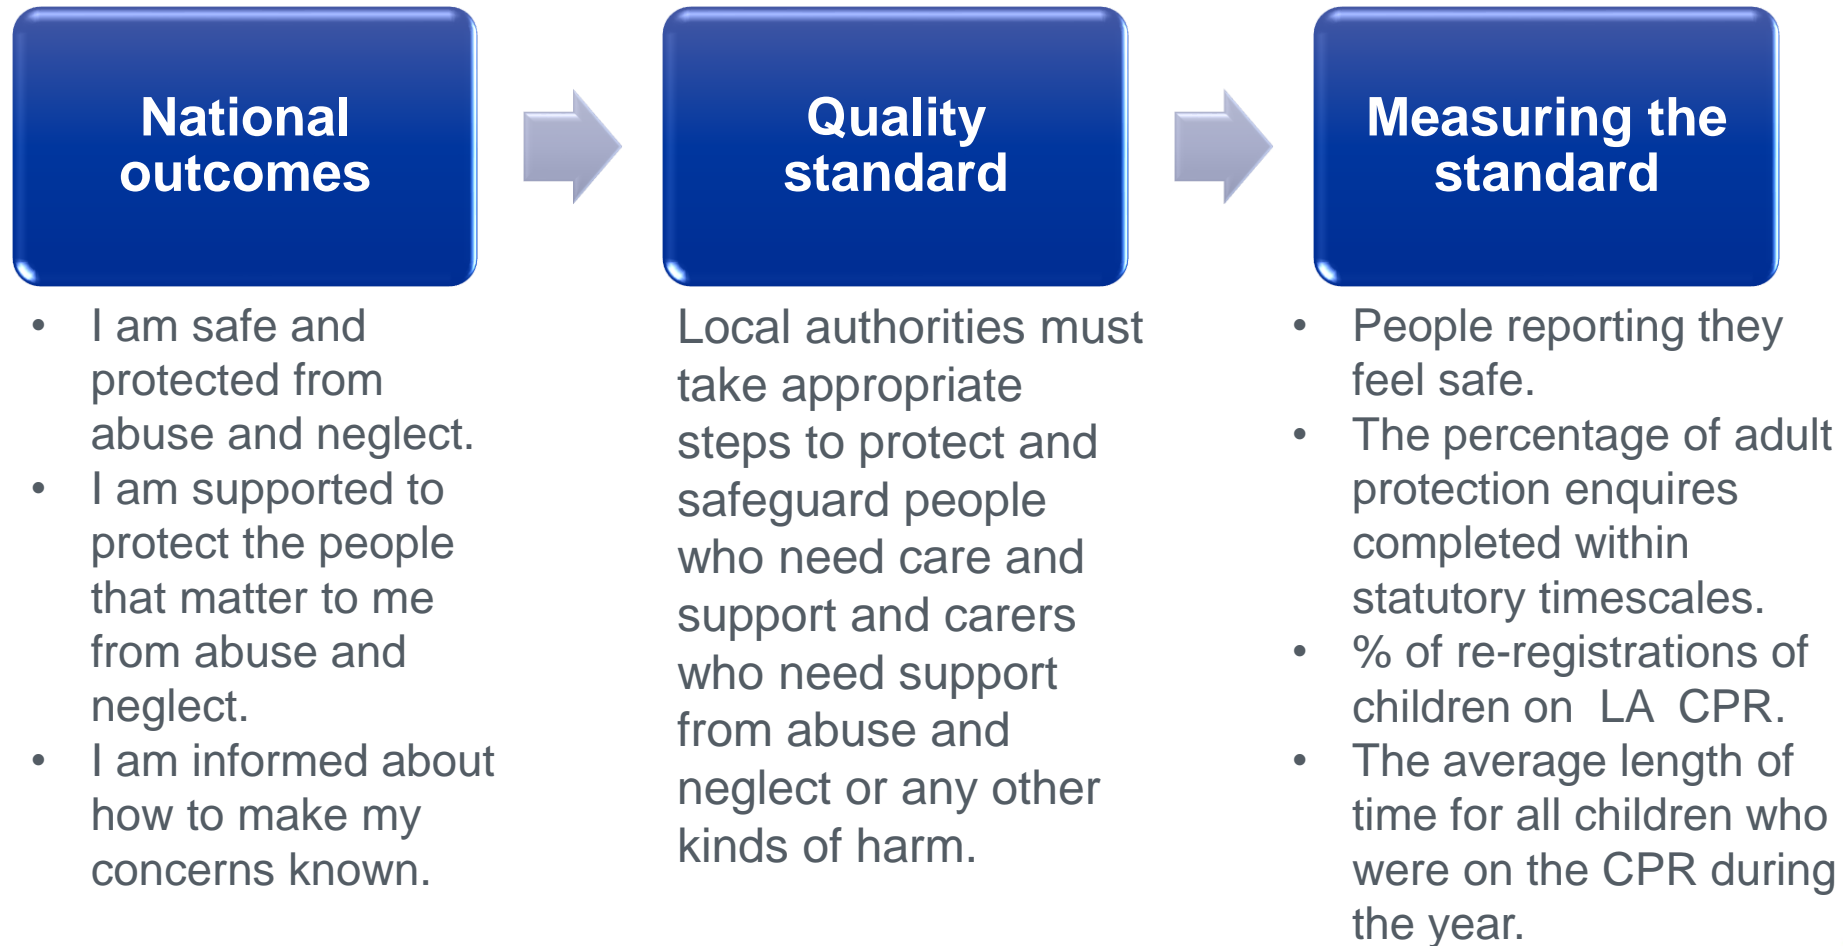 National
outcomes
• I am safe and
protected from
abuse and neglect.
• I am supported to
protect the people
that matter to me
from abuse and
neglect.
• I am informed about
how to make my
concerns known.
Quality
standard
Local authorities must
take appropriate
steps to protect and
safeguard people
who need care and
support and carers
who need support
from abuse and
neglect or any other
kinds of harm.
Measuring the
standard
• People reporting they
feel safe.
• The percentage of adult
protection enquires
completed within
statutory timescales.
• % of re-registrations of
children on LA CPR.
• The average length of
time for all children who
were on the CPR during
the year.